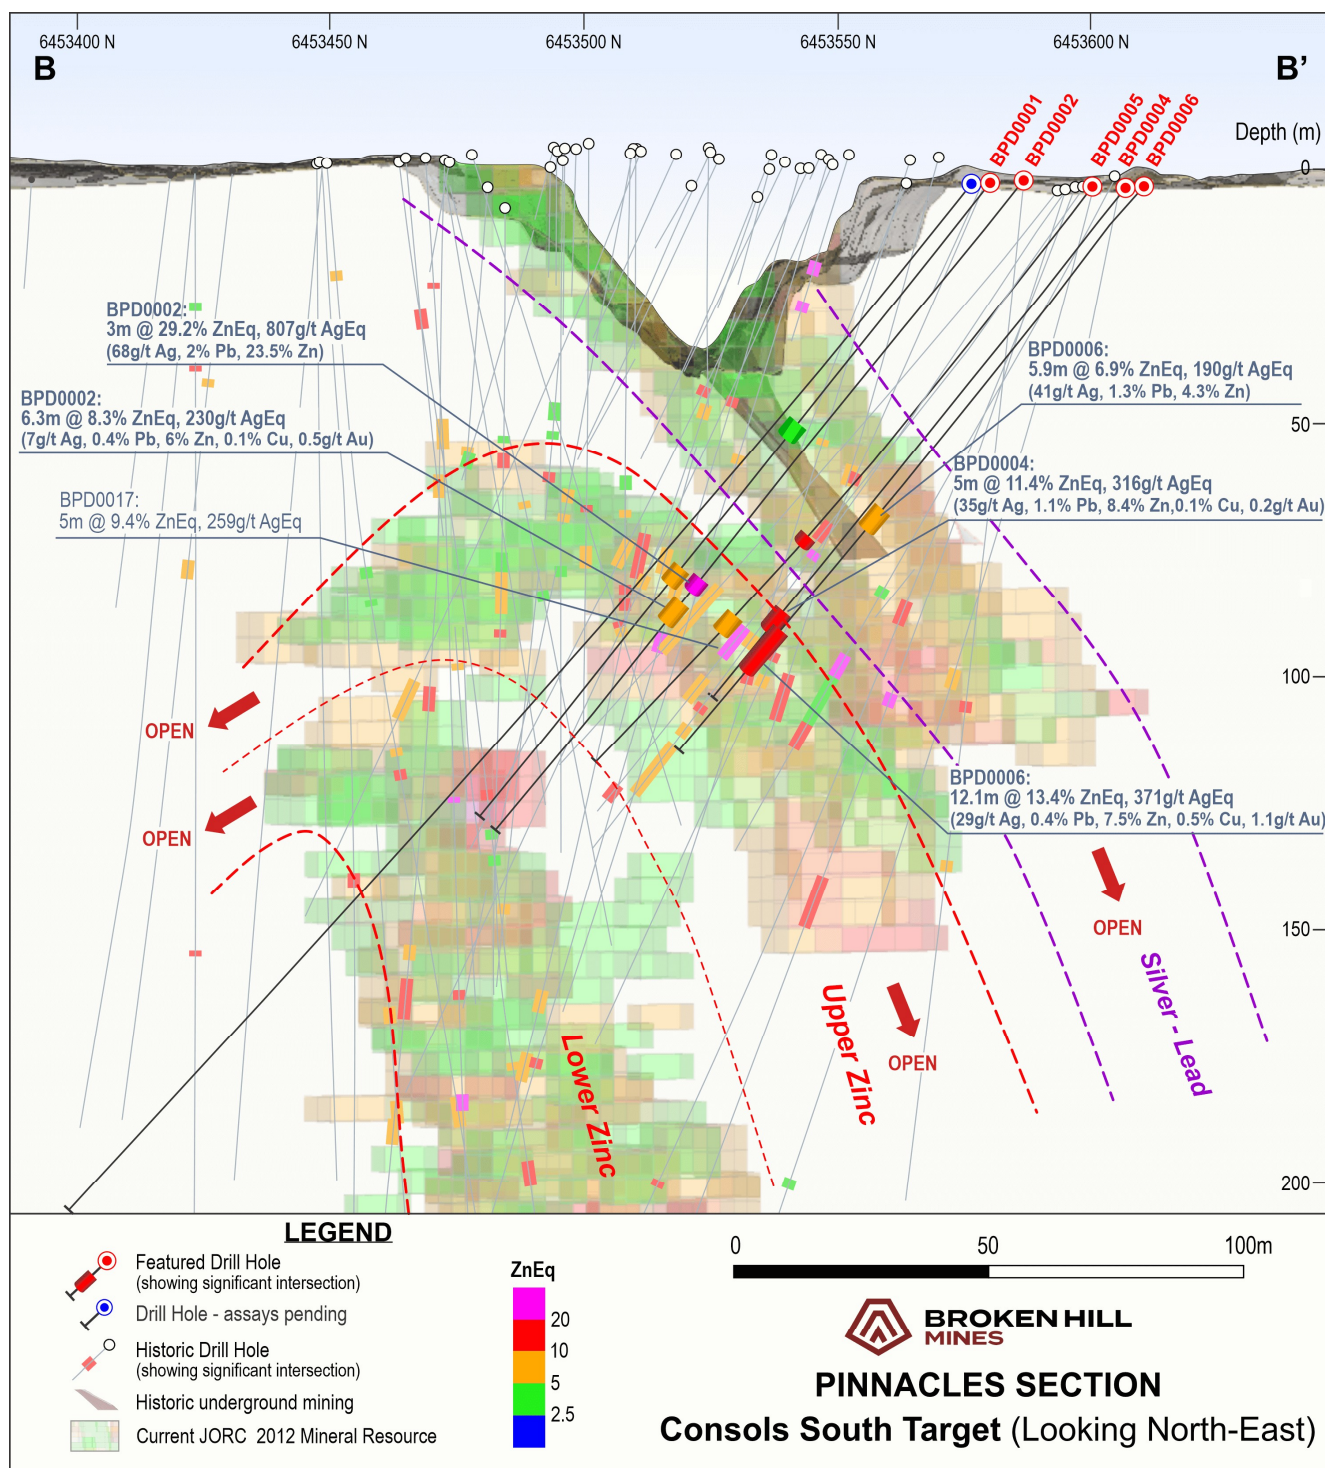 6453400 N
6453450 N
6453500 N
6453550 N
6453600 N
B
B’
BPD0001
BPD0002
BPD0005
BPD0004
BPD0006
Depth (m)
0
50
100
150
200
BPD0002:
3m @ 29.2% ZnEq, 807g/t AgEq
(68g/t Ag, 2% Pb, 23.5% Zn)
BPD0002:
6.3m @ 8.3% ZnEq, 230g/t AgEq
(7g/t Ag, 0.4% Pb, 6% Zn, 0.1% Cu, 0.5g/t Au)
BPD0017:
5m @ 9.4% ZnEq, 259g/t AgEq
BPD0006:
5.9m @ 6.9% ZnEq, 190g/t AgEq
(41g/t Ag, 1.3% Pb, 4.3% Zn)
BPD0004:
5m @ 11.4% ZnEq, 316g/t AgEq
(35g/t Ag, 1.1% Pb, 8.4% Zn,0.1% Cu, 0.2g/t Au)
BPD0006:
12.1m @ 13.4% ZnEq, 371g/t AgEq
(29g/t Ag, 0.4% Pb, 7.5% Zn, 0.5% Cu, 1.1g/t Au)
OPEN
OPEN
OPEN
OPEN
Lower Zinc
Upper Zinc
Silver - Lead
LEGEND
Featured Drill Hole
(showing significant intersection)
Drill Hole - assays pending
Historic Drill Hole
(showing significant intersection)
Historic underground mining
Current JORC 2012 Mineral Resource
ZnEq
20
10
5
2.5
0
50
100m
BROKEN HILL
MINES
PINNACLES SECTION
Consols South Target (Looking North-East)